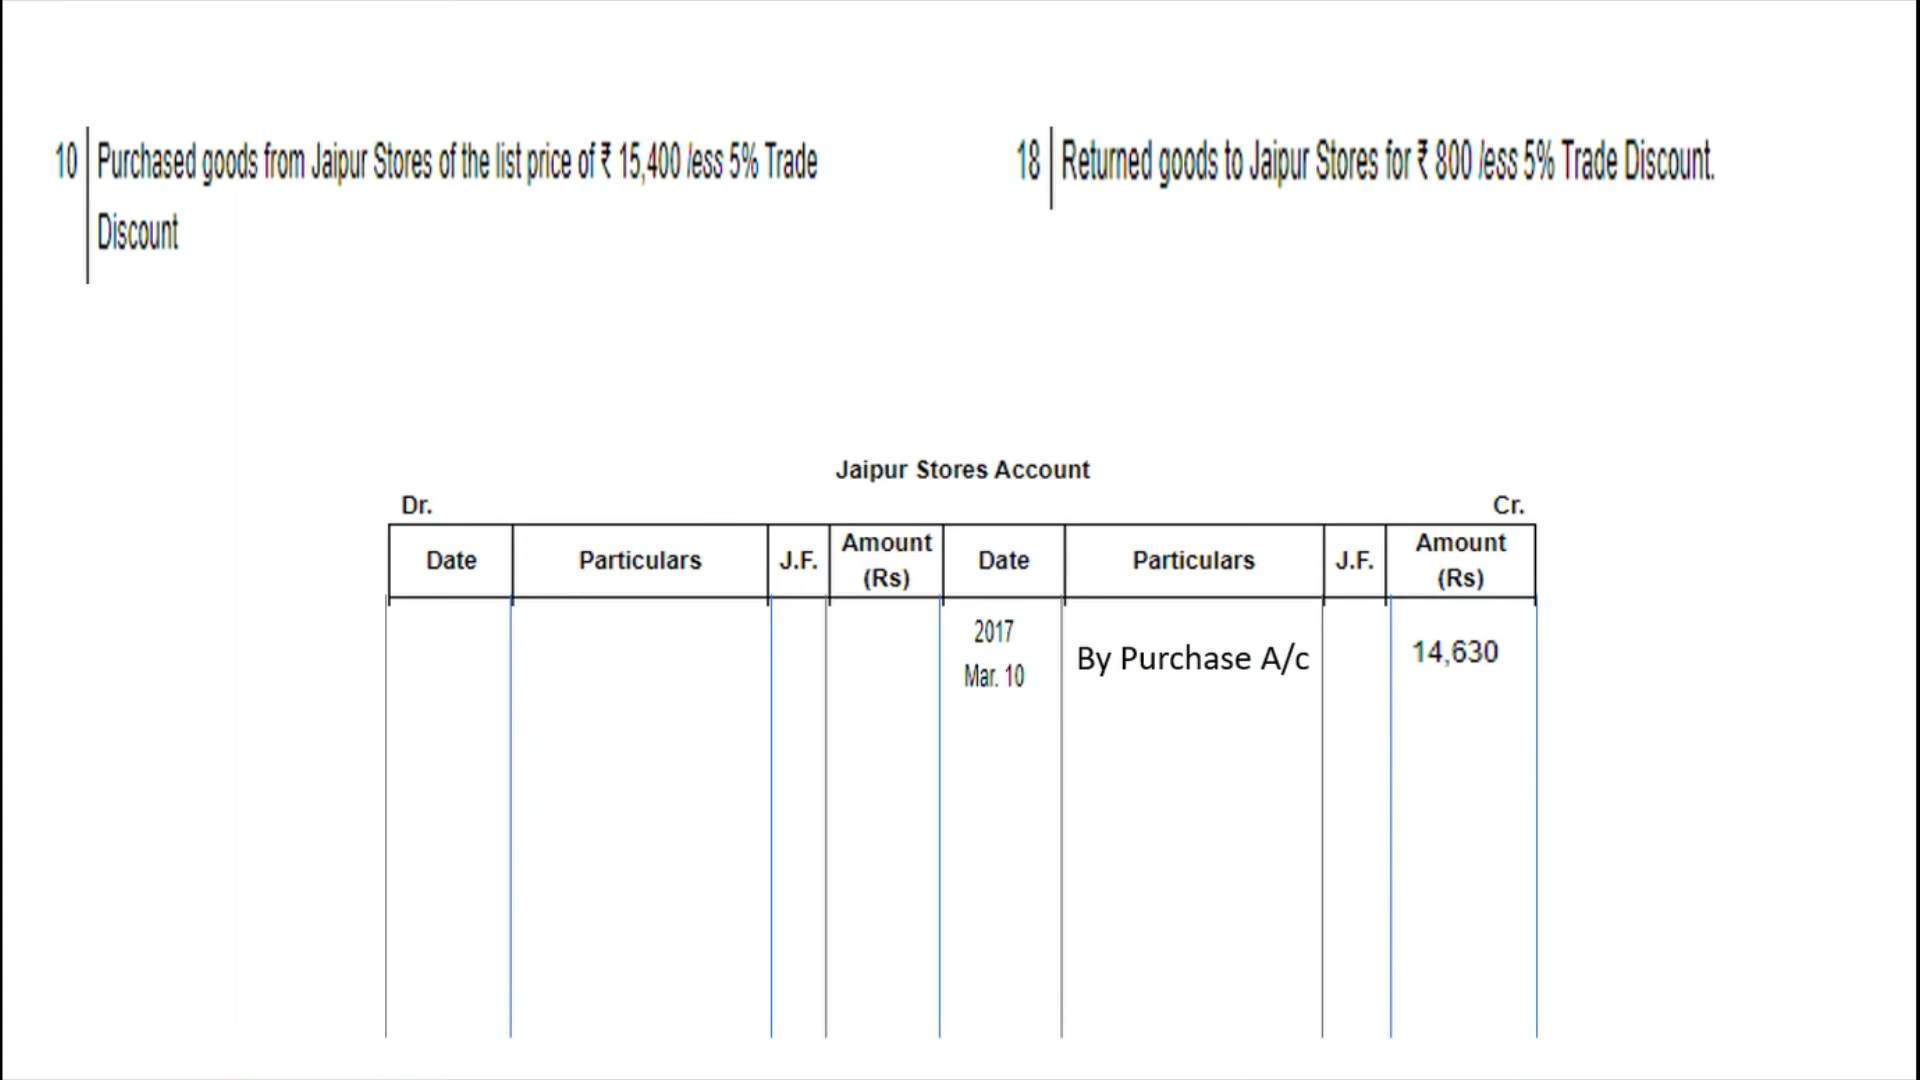 10 Purchased goods from Jaipur Stores of the list price of ₹ 15,400 less 5% Trade
Discount
18 Returned goods to Jaipur Stores for ₹ 800 less 5% Trade Discount.
Jaipur Stores Account
Dr. Cr.
Date Particulars J.F. Amount (Rs) Date Particulars J.F. Amount (Rs)
2017
Mar. 10 By Purchase A/c 14,630